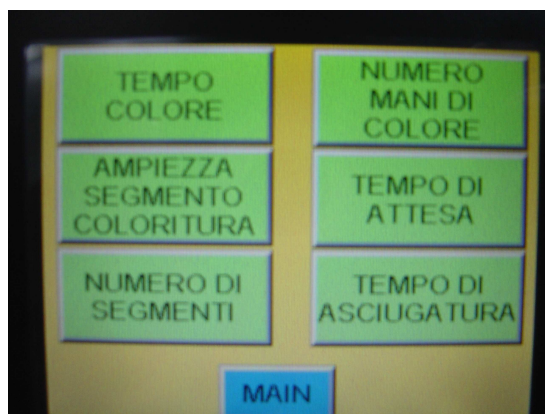 TEMPO
COLORE
NUMERO
MANI DI
COLORE
AMPIEZZA
SEGMENTO
COLORITURA
TEMPO DI
ATTESA
NUMERO DI
SEGMENTI
TEMPO DI
ASCIUGATURA
MAIN